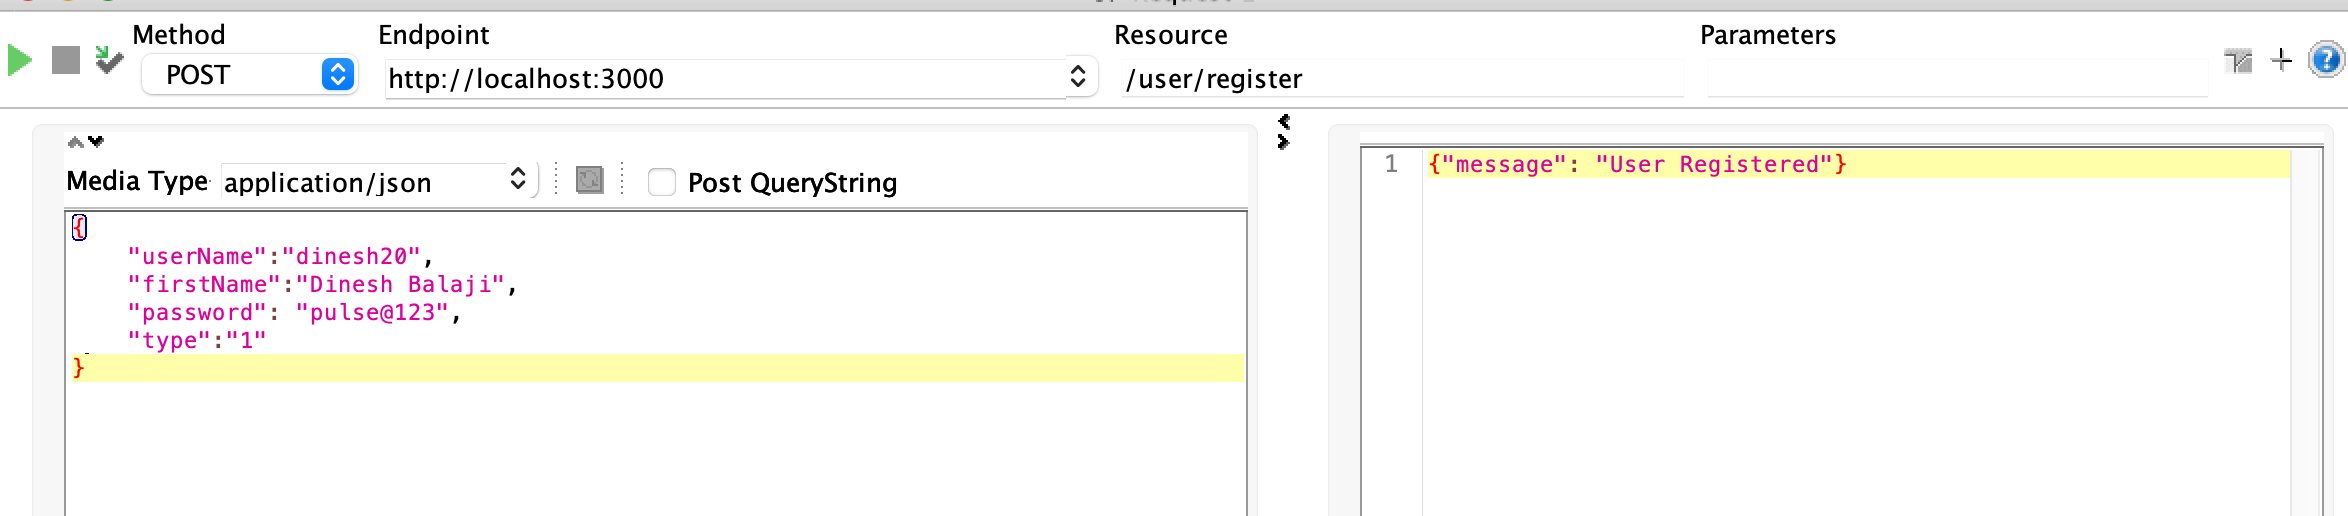 Method Endpoint Resource Parameters
POST http://localhost:3000 /user/register
Media Type application/json Post QueryString
{
"userName":"dinesh20",
"firstName":"Dinesh Balaji",
"password": "pulse@123",
"type":"1"
}
1 {"message": "User Registered"}